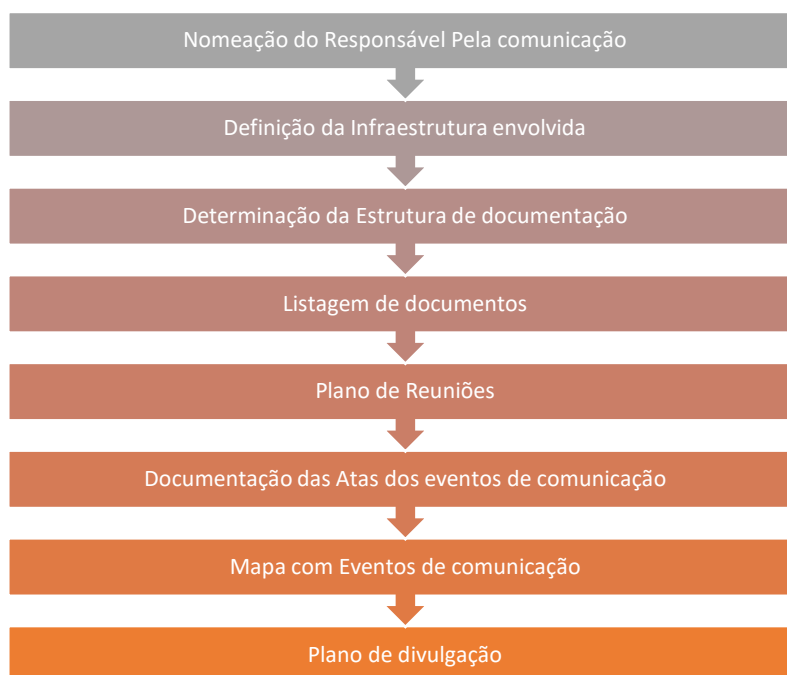 Nomeação do Responsável Pela comunicação
Definição da Infraestrutura envolvida
Determinação da Estrutura de documentação
Listagem de documentos
Plano de Reuniões
Documentação das Atas dos eventos de comunicação
Mapa com Eventos de comunicação
Plano de divulgação